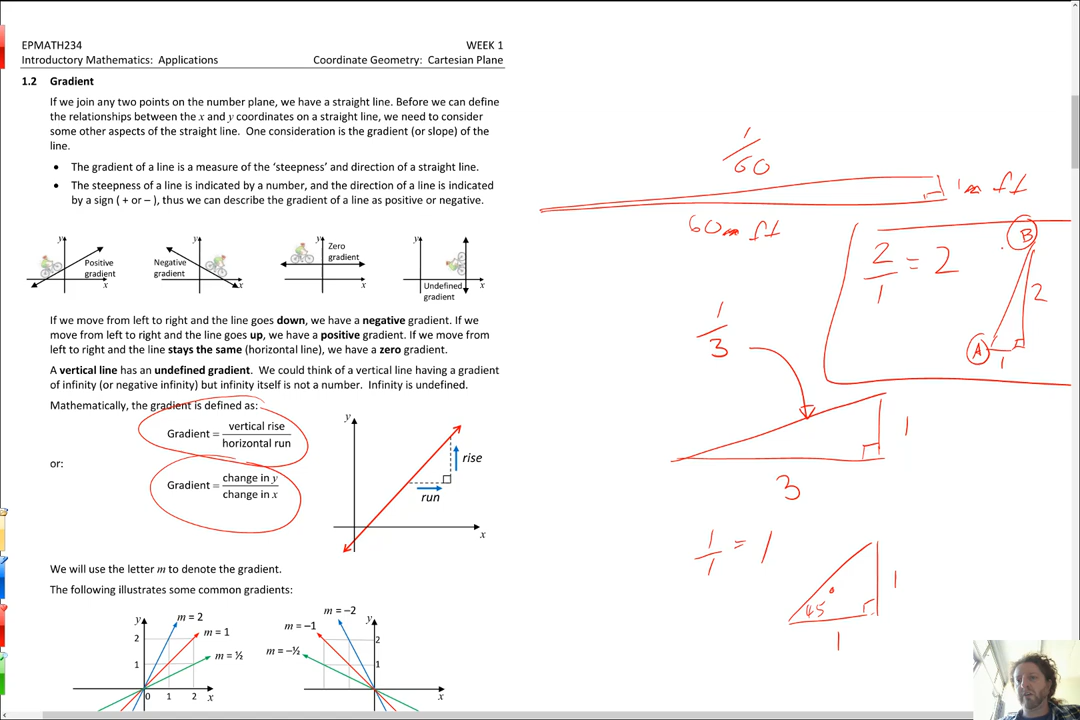 EPMATH234
WEEK 1
Introductory Mathematics: Applications
Coordinate Geometry: Cartesian Plane
1.2 Gradient
If we join any two points on the number plane, we have a straight line. Before we can define
the relationships between the x and y coordinates on a straight line, we need to consider
some other aspects of the straight line. One consideration is the gradient (or slope) of the
line.
• The gradient of a line is a measure of the 'steepness' and direction of a straight line.
• The steepness of a line is indicated by a number, and the direction of a line is indicated
by a sign ( + or – ), thus we can describe the gradient of a line as positive or negative.
y
Positive
gradient
x
y
Negative
gradient
x
y
Zero
gradient
x
y
Undefined
gradient
x
If we move from left to right and the line goes down, we have a negative gradient. If we
move from left to right and the line goes up, we have a positive gradient. If we move from
left to right and the line stays the same (horizontal line), we have a zero gradient.
A vertical line has an undefined gradient. We could think of a vertical line having a gradient
of infinity (or negative infinity) but infinity itself is not a number. Infinity is undefined.
Mathematically, the gradient is defined as:
Gradient = vertical rise
horizontal run
or:
Gradient = change in y
change in x
y
rise
run
x
We will use the letter m to denote the gradient.
The following illustrates some common gradients:
y
m = 2
m = 1
m = ½
2
1
0 1 2 x
m = –2
m = –1
m = –½
y
2
1
x
1/60
1 ft
60 ft
2/1 = 2
B
2
A
1
1/3
1
3
1/1 = 1
45°
1
1